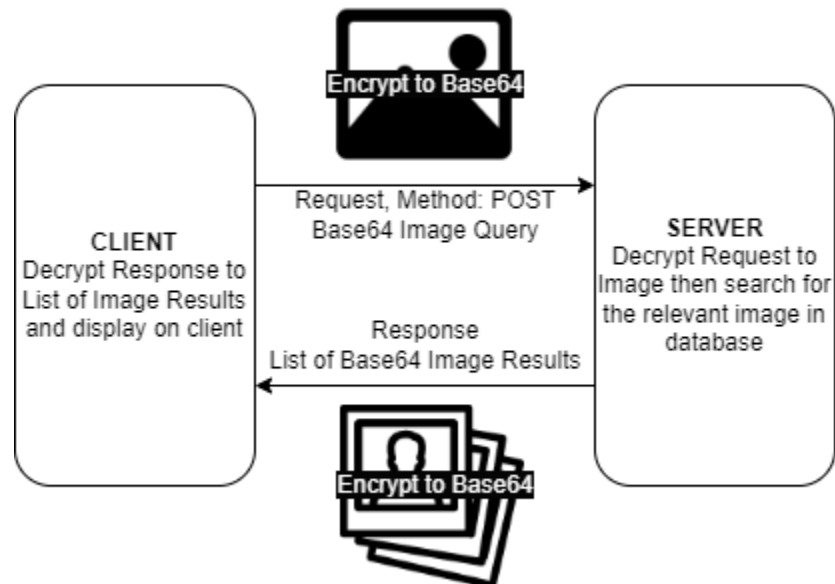 Encrypt to Base64
Request, Method: POST
Base64 Image Query
CLIENT
Decrypt Response to
List of Image Results
and display on client
SERVER
Decrypt Request to
Image then search for
the relevant image in
database
Response
List of Base64 Image Results
Encrypt to Base64